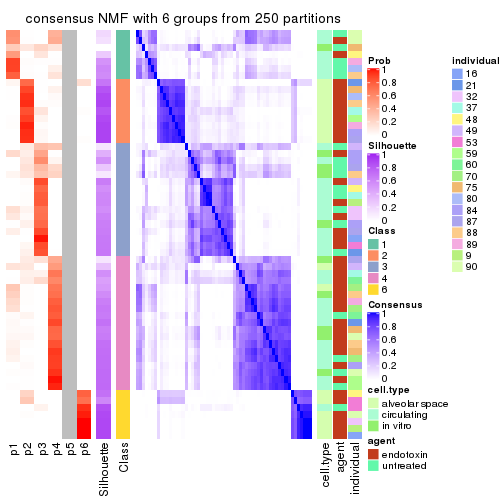 consensus NMF with 6 groups from 250 partitions
Prob
1
0.8
0.6
0.4
0.2
0
Silhouette
1
0.8
0.6
0.4
0.2
0
Class
1
2
3
4
6
Consensus
1
0.8
0.6
0.4
0.2
0
cell.type
alveolar space
circulating
in vitro
agent
endotoxin
untreated
individual
16
21
32
37
48
49
53
59
60
70
75
80
84
87
88
89
9
90
p1
p2
p3
p4
p5
p6
Silhouette
Class
cell.type
agent
individual